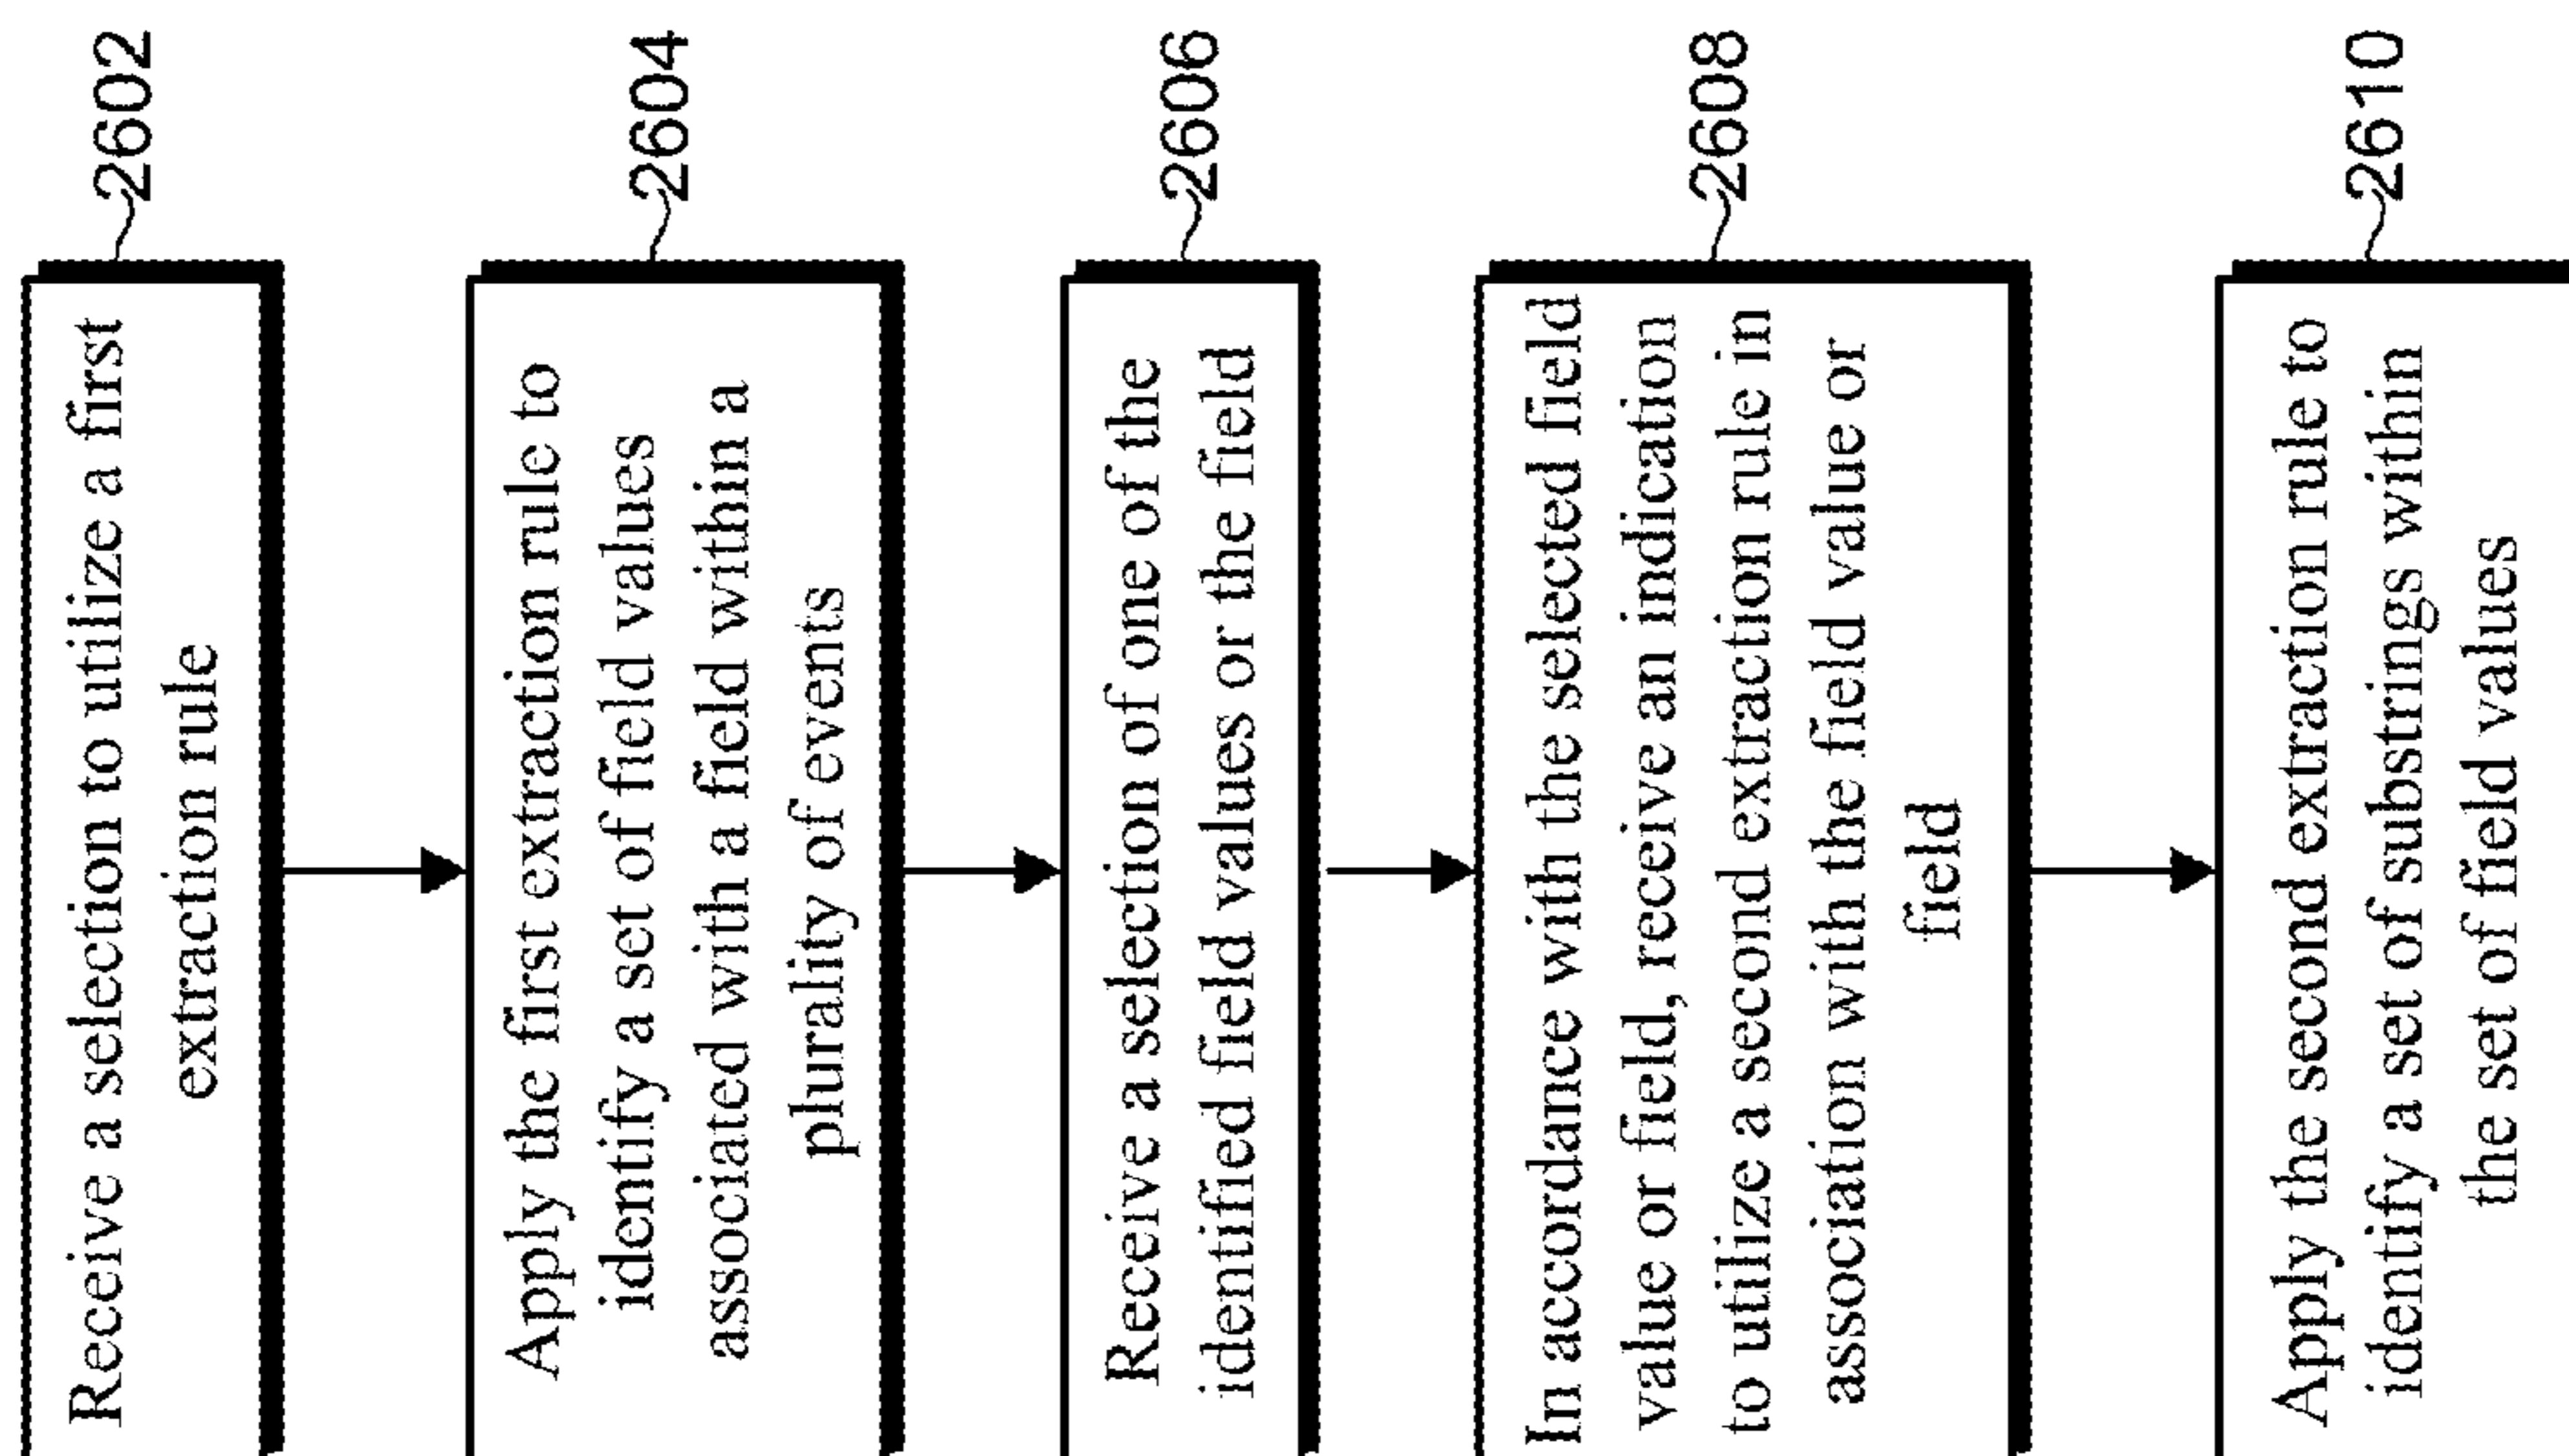 Receive a selection to utilize a first
extraction rule
2602
Apply the first extraction rule to
identify a set of field values
associated with a field within a
plurality of events
2604
Receive a selection of one of the
identified field values or the field
2606
In accordance with the selected field
value or field, receive an indication
to utilize a second extraction rule in
association with the field value or
field
2608
Apply the second extraction rule to
identify a set of substrings within
the set of field values
2610